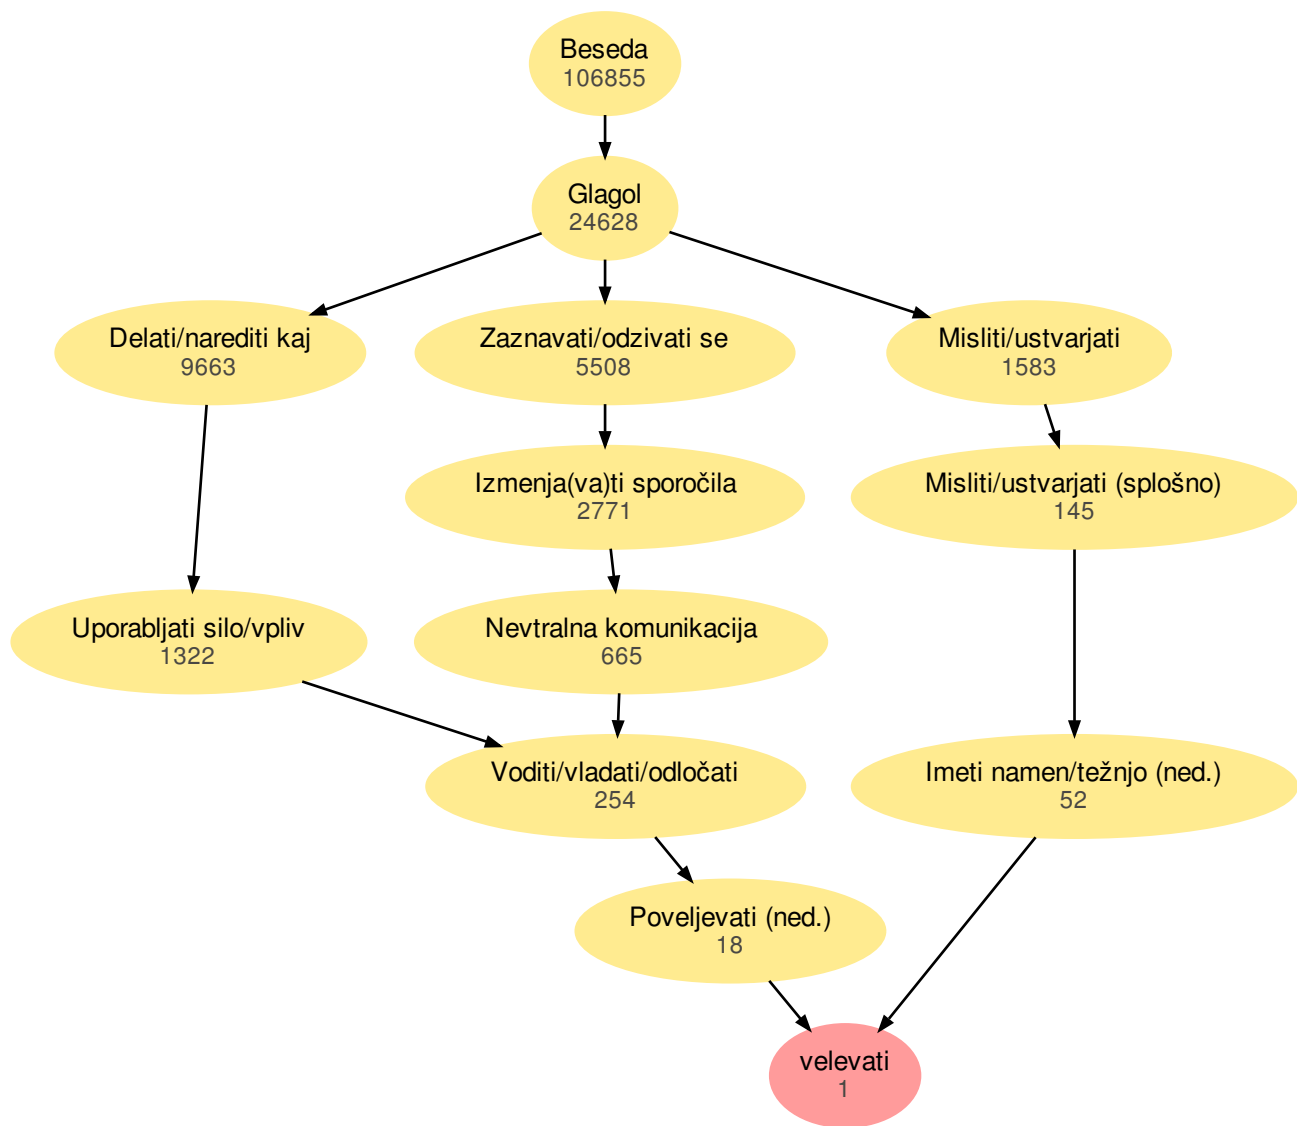 Beseda
106855
Glagol
24628
Delati/narediti kaj
9663
Zaznavati/odzivati se
5508
Misliti/ustvarjati
1583
Izmenja(va)ti sporočila
2771
Misliti/ustvarjati (splošno)
145
Uporabljati silo/vpliv
1322
Nevtralna komunikacija
665
Voditi/vladati/odločati
254
Imeti namen/težnjo (ned.)
52
Poveljevati (ned.)
18
velevati
1